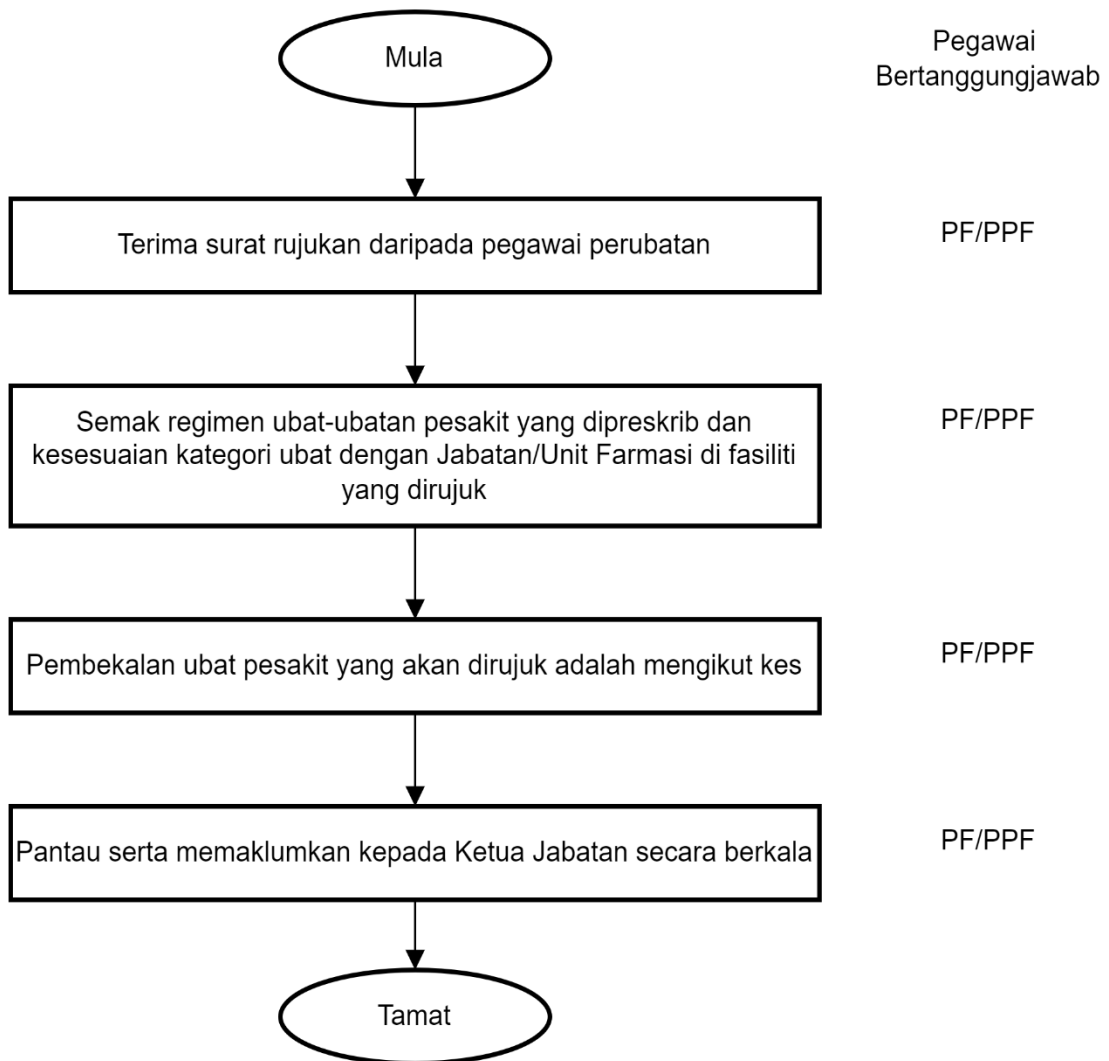 Mula
Pegawai
Bertanggungjawab
Terima surat rujukan daripada pegawai perubatan
PF/PPF
Semak regimen ubat-ubatan pesakit yang dipreskrib dan
kesesuaian kategori ubat dengan Jabatan/Unit Farmasi di fasiliti
yang dirujuk
PF/PPF
Pembekalan ubat pesakit yang akan dirujuk adalah mengikut kes
PF/PPF
Pantau serta memaklumkan kepada Ketua Jabatan secara berkala
PF/PPF
Tamat